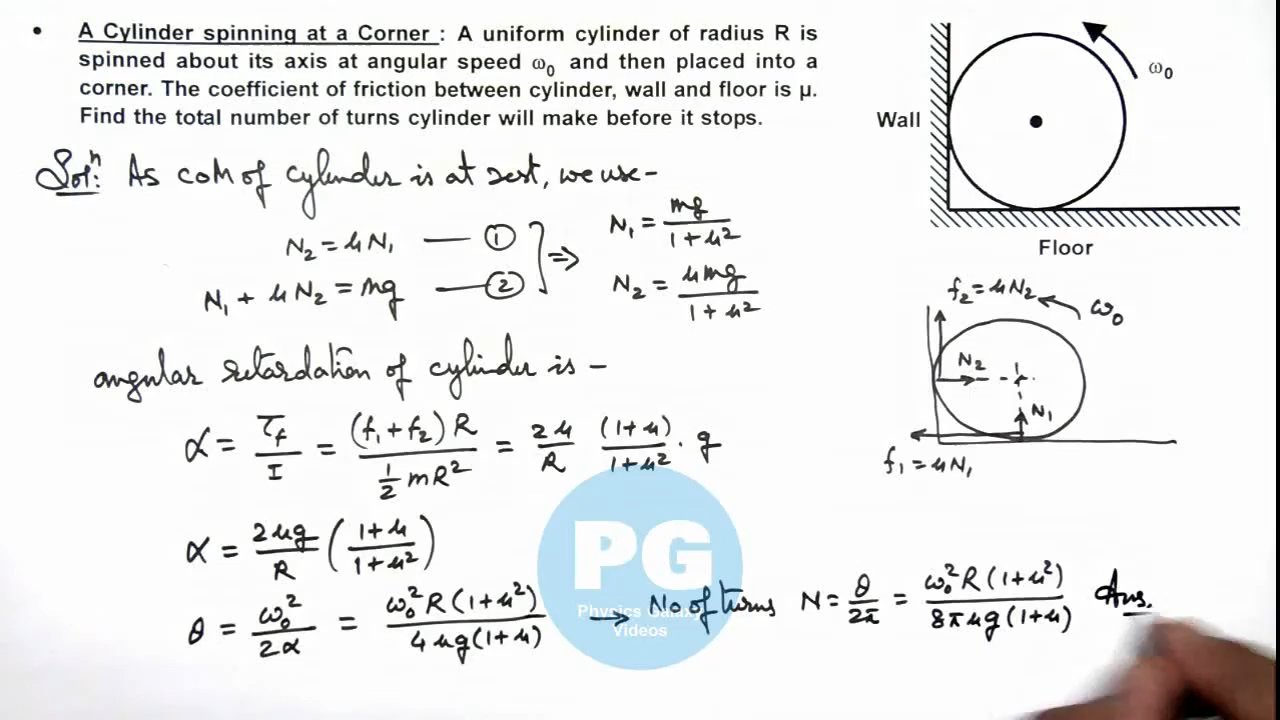 • A Cylinder spinning at a Corner : A uniform cylinder of radius R is
spinned about its axis at angular speed ω₀ and then placed into a
corner. The coefficient of friction between cylinder, wall and floor is μ.
Find the total number of turns cylinder will make before it stops.
ω₀
Wall
Floor
Solⁿ: As COM of cylinder is at rest, we use-
N₂ = μN₁ — ①
N₁ + μN₂ = mg — ②
⇒ N₁ = mg / (1+μ²)
N₂ = μmg / (1+μ²)
f₂ = μN₂
ω₀
N₂
N₁
f₁ = μN₁
angular retardation of cylinder is -
α = τf / I = (f₁+f₂) R / (½ mR²) = 2μ/R (1+μ)/(1+μ²) · g
α = 2μg/R ((1+μ)/(1+μ²))
θ = ω₀²/2α = ω₀² R (1+μ²) / 4μg(1+μ) → No of turns N = θ/2π = ω₀² R (1+μ²) / 8πμg(1+μ) Ans.
PG
Physics Galaxy
Videos